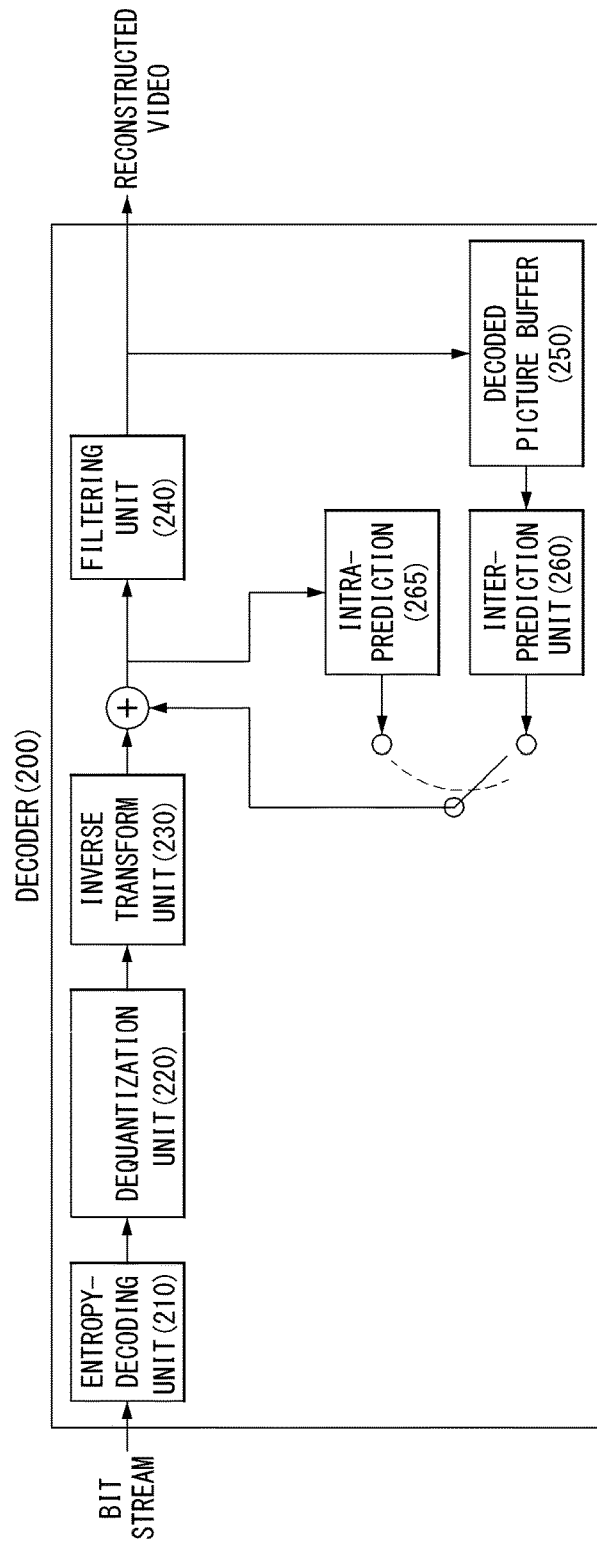 DECODER(200)
BIT
STREAM
ENTROPY-
DECODING
UNIT(210)
DEQUANTIZATION
UNIT(220)
INVERSE
TRANSFORM
UNIT(230)
+
FILTERING
UNIT
(240)
RECONSTRUCTED
VIDEO
INTRA-
PREDICTION
(265)
INTER-
PREDICTION
UNIT(260)
DECODED
PICTURE BUFFER
(250)